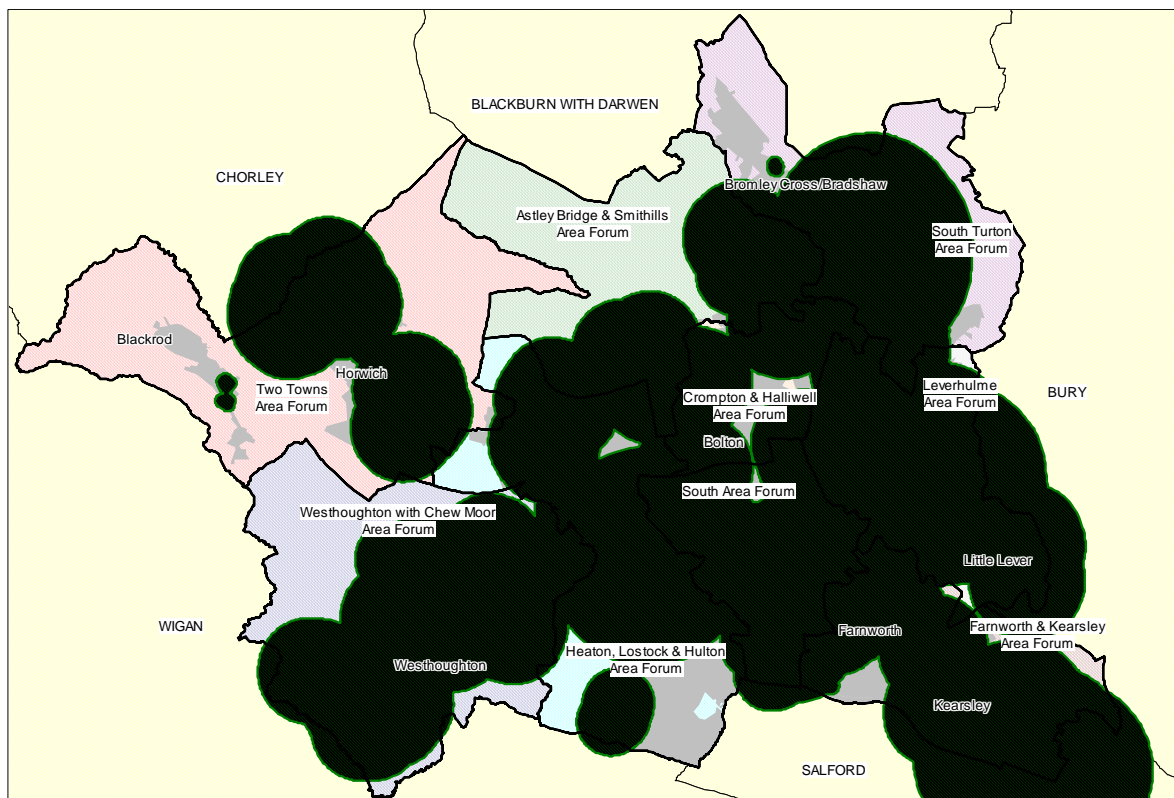 BLACKBURN WITH DARWEN
CHORLEY
Bromley Cross/Bradshaw
Astley Bridge & Smithills
Area Forum
South Turton
Area Forum
Blackrod
Horwich
Two Towns
Area Forum
Crompton & Halliwell
Area Forum
Leverhulme
Area Forum
BURY
Bolton
South Area Forum
Westhoughton with Chew Moor
Area Forum
Little Lever
WIGAN
Farnworth
Farnworth & Kearsley
Area Forum
Westhoughton
Heaton, Lostock & Hulton
Area Forum
Kearsley
SALFORD